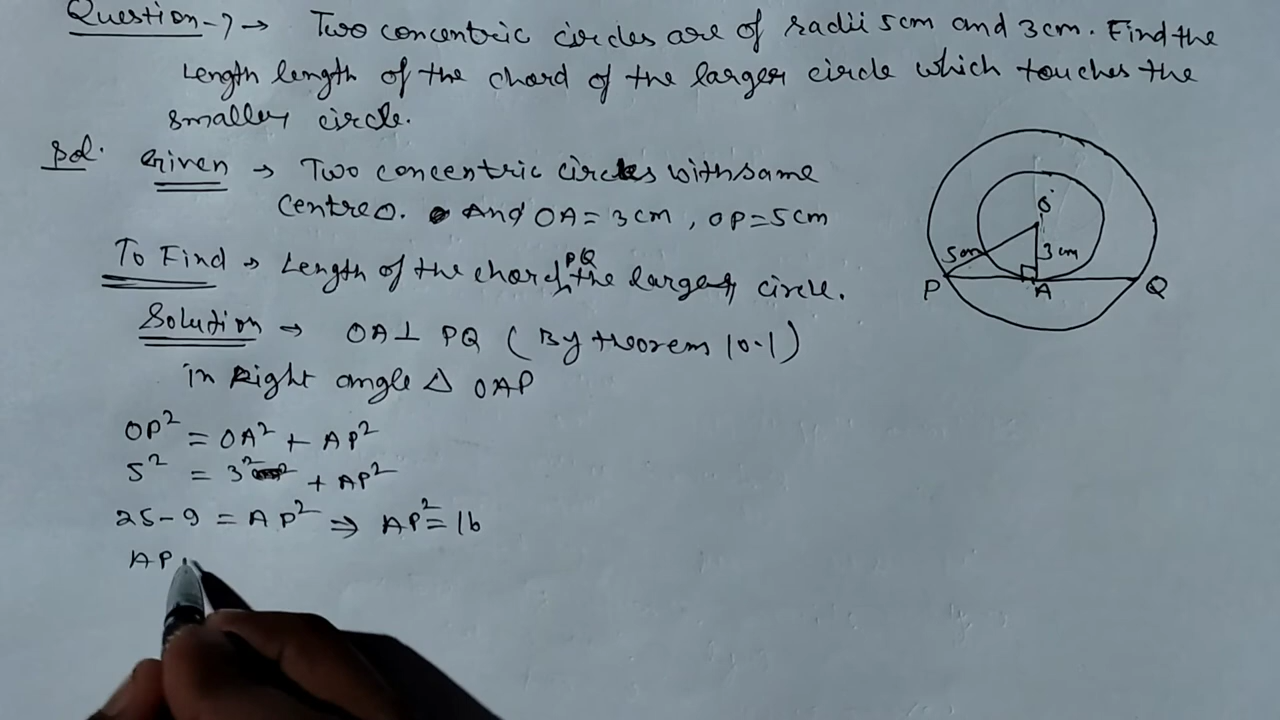 Question-7 → Two concentric circles are of radii 5cm and 3cm. Find the
Length length of the chord of the larger circle which touches the
smaller circle.
Sol. Given → Two concentric circles with same
Centre O. And OA = 3cm, OP = 5cm
To Find → Length of the chord PQ, the larger circle.
Solution → OA ⊥ PQ (By theorem 10.1)
in Right angle Δ OAP
OP² = OA² + AP²
5² = 3² + AP²
25-9 = AP² ⇒ AP² = 16
AP
O
5cm
3cm
P
A
Q